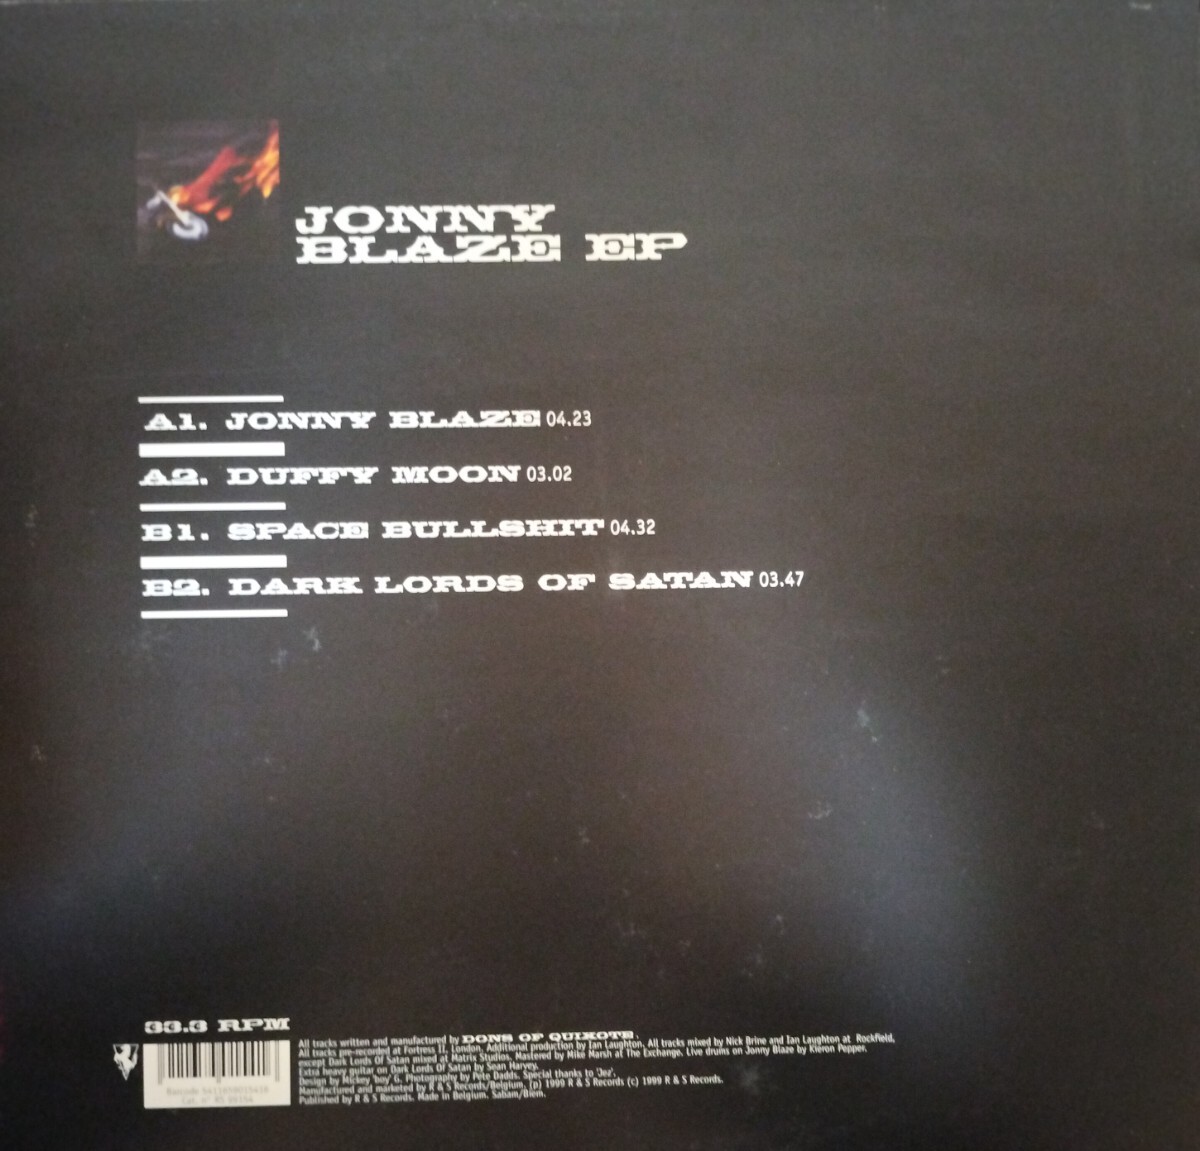 JONNY
BLAZE EP
A1. JONNY BLAZE 04.23
A2. DUFFY MOON 03.02
B1. SPACE BULLSHIT 04.32
B2. DARK LORDS OF SATAN 03.47
33.3 RPM
All tracks written and manufactured by DONS OF QUIXOTE.
All tracks pre-recorded at Fortress II, London. Additional production by Ian Laughton. All tracks mixed by Nick Brine and Ian Laughton at Rockfield,
except Dark Lords Of Satan mixed at Matrix Studios. Mastered by Mike Marsh at The Exchange. Live drums on Jonny Blaze by Kieron Pepper.
Extra heavy guitar on Dark Lords Of Satan by Sean Harvey.
Design by Mickey 'boy' G. Photography by Pete Dadds. Special thanks to 'Jez'.
Manufactured and marketed by R & S Records/Belgium. (p) 1999 R & S Records (c) 1999 R & S Records.
Published by R & S Records. Made in Belgium. Sabam/Biem.
Barcode
Cat. n° RS